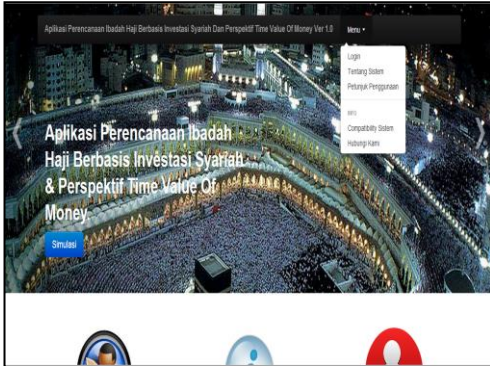 Aplikasi Perencanaan Ibadah Haji Berbasis Investasi Syariah Dan Perspektif Time Value Of Money Ver 1.0
Menu
Login
Tentang Sistem
Petunjuk Penggunaan
INFO
Compatibility Sistem
Hubungi Kami
Aplikasi Perencanaan Ibadah
Haji Berbasis Investasi Syariah
& Perspektif Time Value Of
Money.
Simulasi